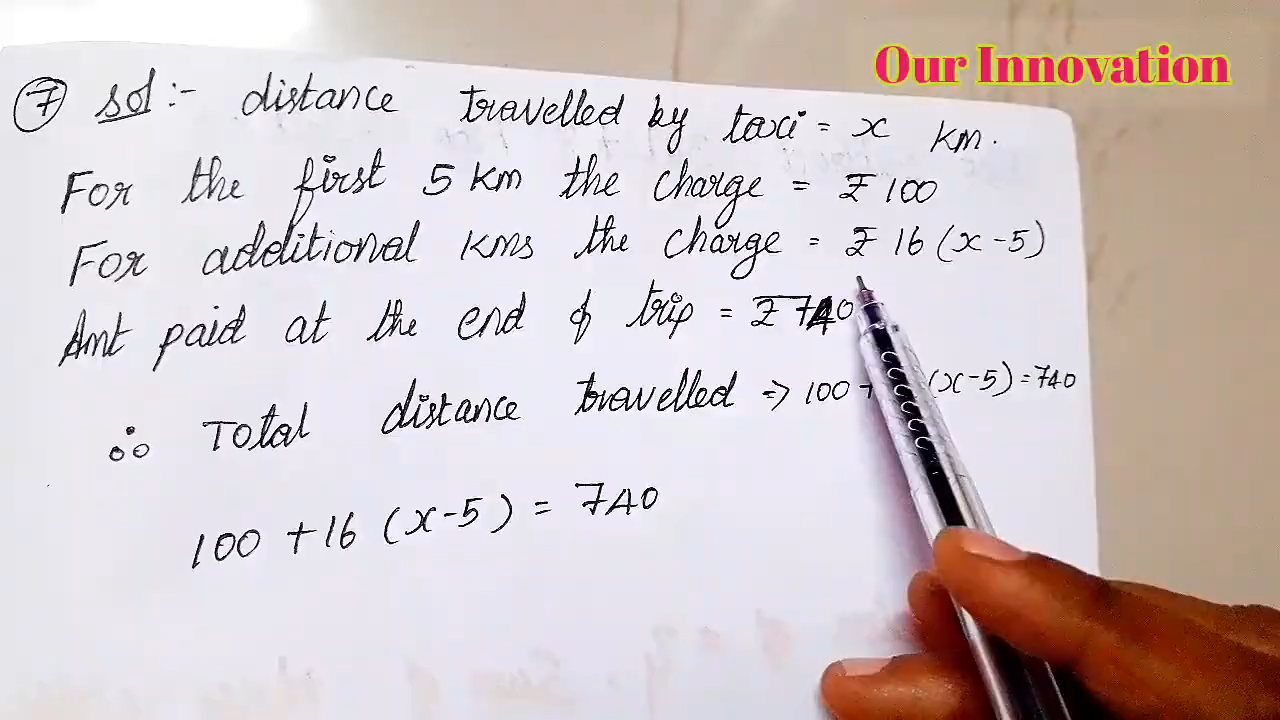 Our Innovation
7 Sol :- distance travelled by taxi = x km.
For the first 5 km the charge = ₹ 100
For additional kms the charge = ₹ 16 (x - 5)
Amt paid at the end of trip = ₹ 740
∴ Total distance travelled ⇒ 100 + (x - 5) = 740
100 + 16 (x - 5) = 740